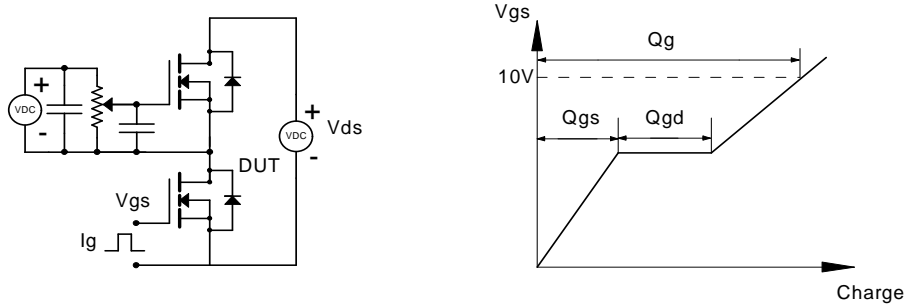 +
VDC
-
+
VDC
Vds
-
DUT
Vgs
Ig
Vgs
Qg
10V
Qgs
Qgd
Charge